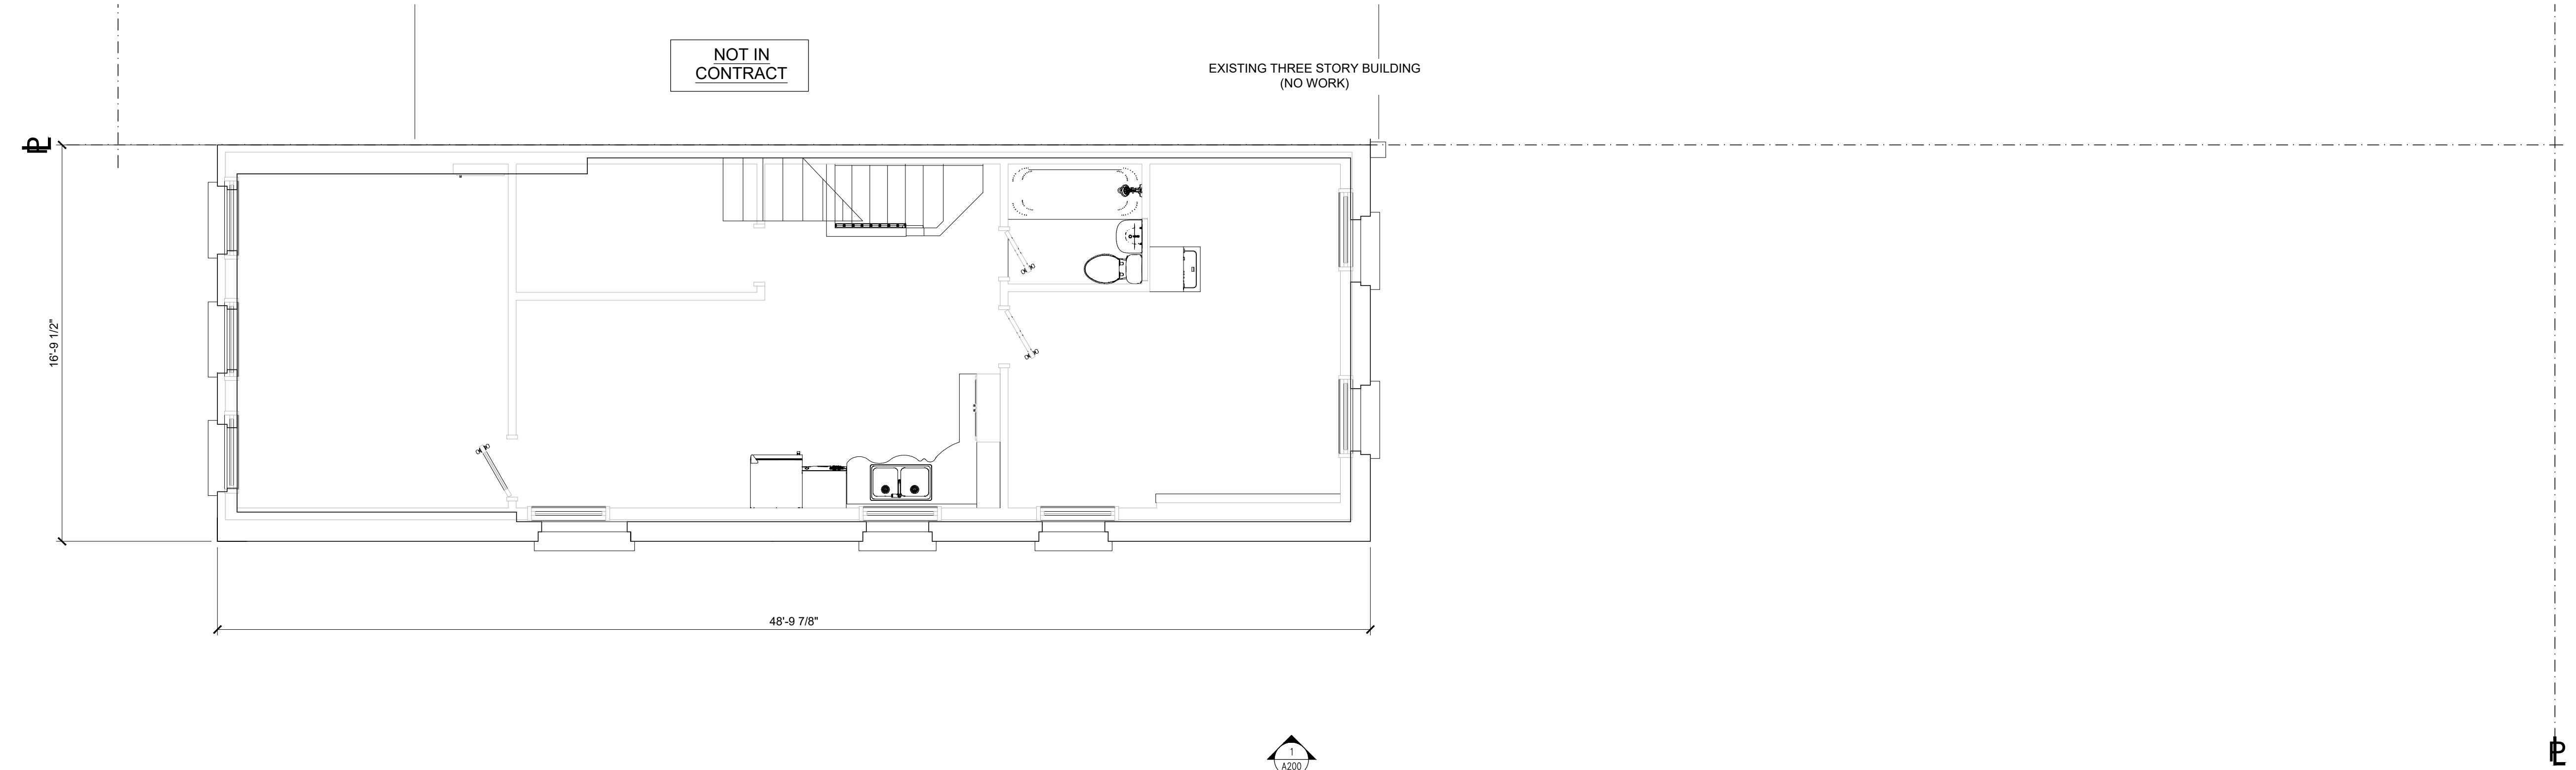 NOT IN
CONTRACT
EXISTING THREE STORY BUILDING
(NO WORK)
PL
16'-9 1/2"
48'-9 7/8"
1
A200
PL